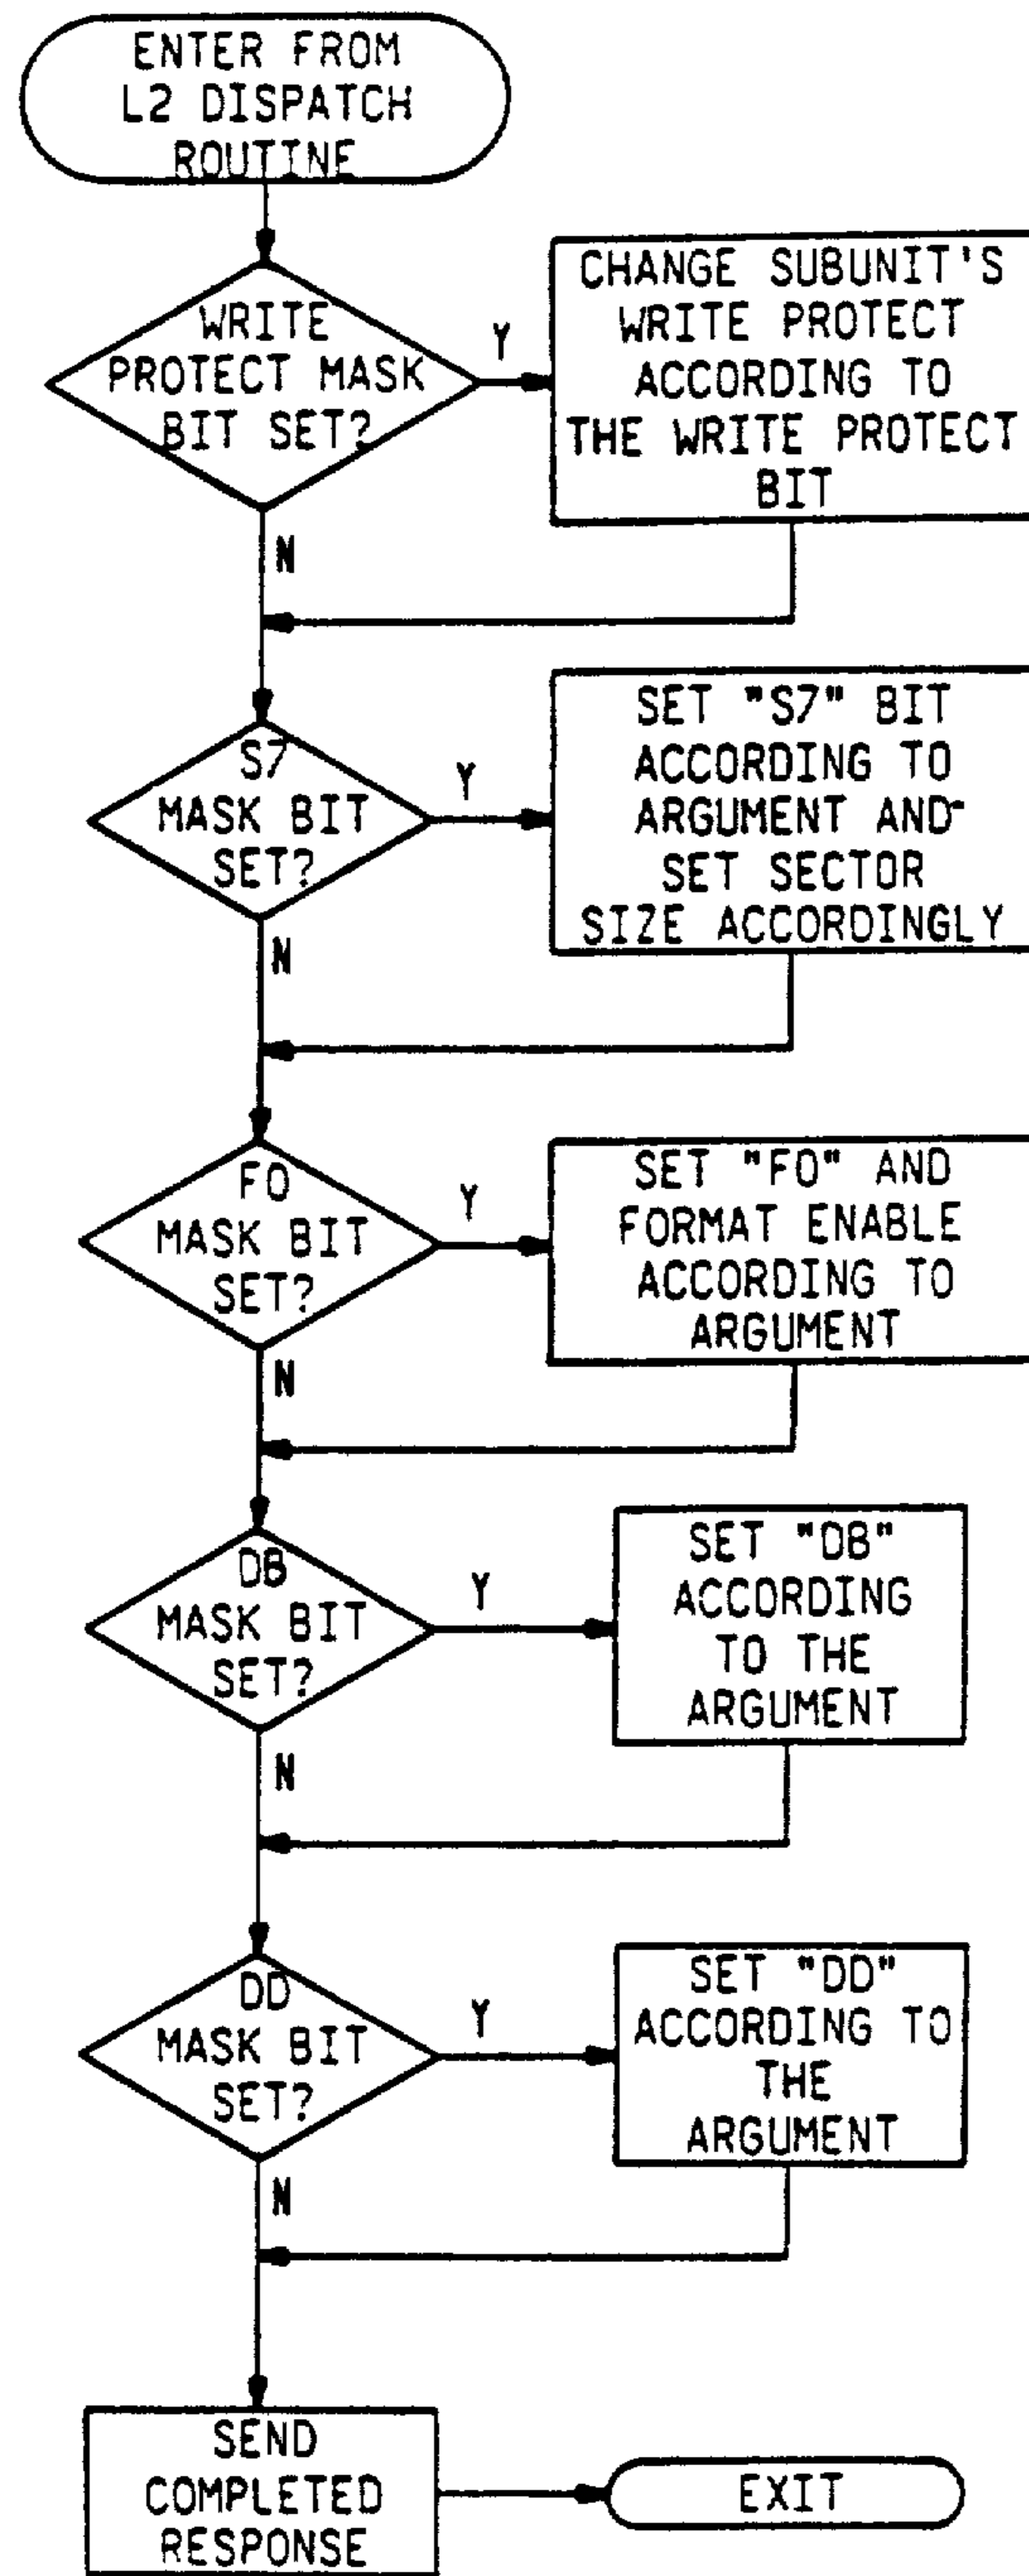 ENTER FROM
L2 DISPATCH
ROUTINE
WRITE
PROTECT MASK
BIT SET?
Y
CHANGE SUBUNIT'S
WRITE PROTECT
ACCORDING TO
THE WRITE PROTECT
BIT
N
S7
MASK BIT
SET?
Y
SET "S7" BIT
ACCORDING TO
ARGUMENT AND
SET SECTOR
SIZE ACCORDINGLY
N
FO
MASK BIT
SET?
Y
SET "FO" AND
FORMAT ENABLE
ACCORDING TO
ARGUMENT
N
DB
MASK BIT
SET?
Y
SET "DB"
ACCORDING
TO THE
ARGUMENT
N
DD
MASK BIT
SET?
Y
SET "DD"
ACCORDING TO
THE
ARGUMENT
N
SEND
COMPLETED
RESPONSE
EXIT